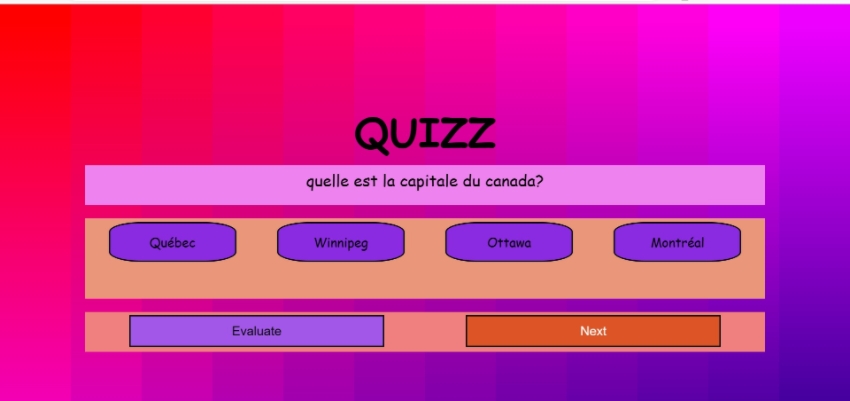 QUIZZ
quelle est la capitale du canada?
Québec Winnipeg Ottawa Montréal
Evaluate Next